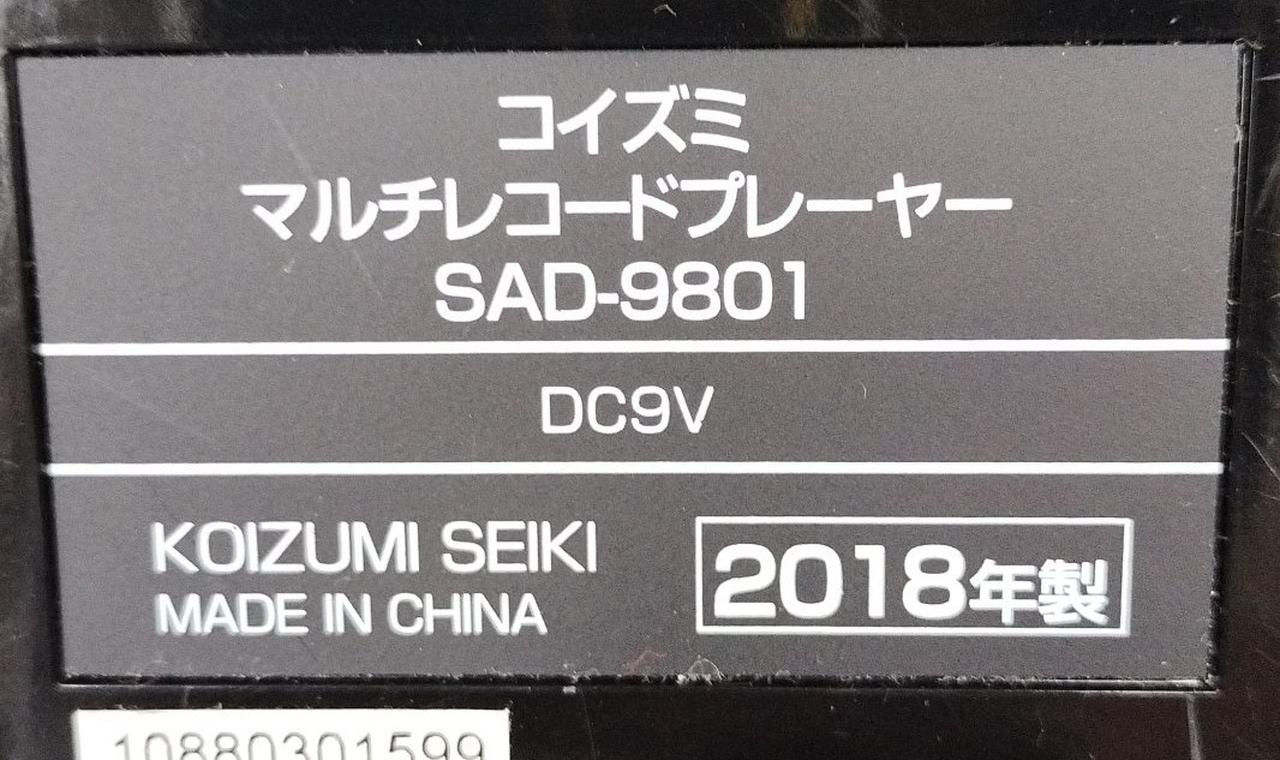 コイズミ
マルチレコードプレーヤー
SAD-9801
DC9V
KOIZUMI SEIKI
MADE IN CHINA
2018年製
10880301599